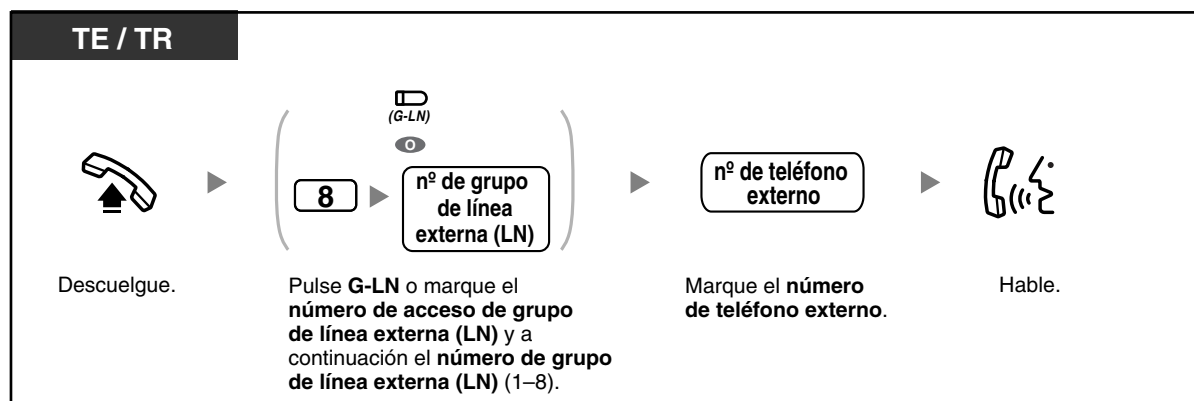 TE / TR
(G-LN)
O
8
nº de grupo
de línea
externa (LN)
nº de teléfono
externo
Descuelgue.
Pulse G-LN o marque el
número de acceso de grupo
de línea externa (LN) y a
continuación el número de grupo
de línea externa (LN) (1–8).
Marque el número
de teléfono externo.
Hable.